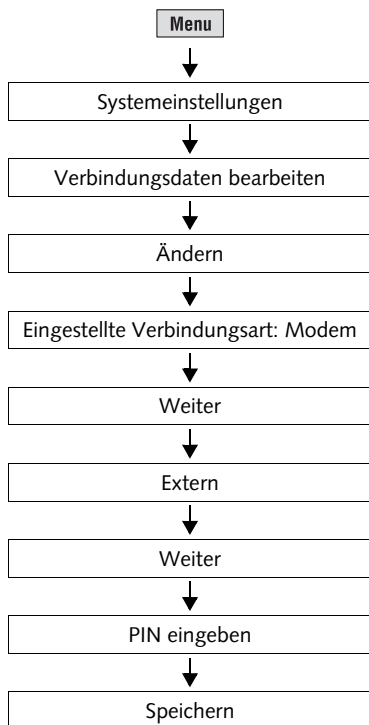 Menu
Systemeinstellungen
Verbindungsdaten bearbeiten
Ändern
Eingestellte Verbindungsart: Modem
Weiter
Extern
Weiter
PIN eingeben
Speichern